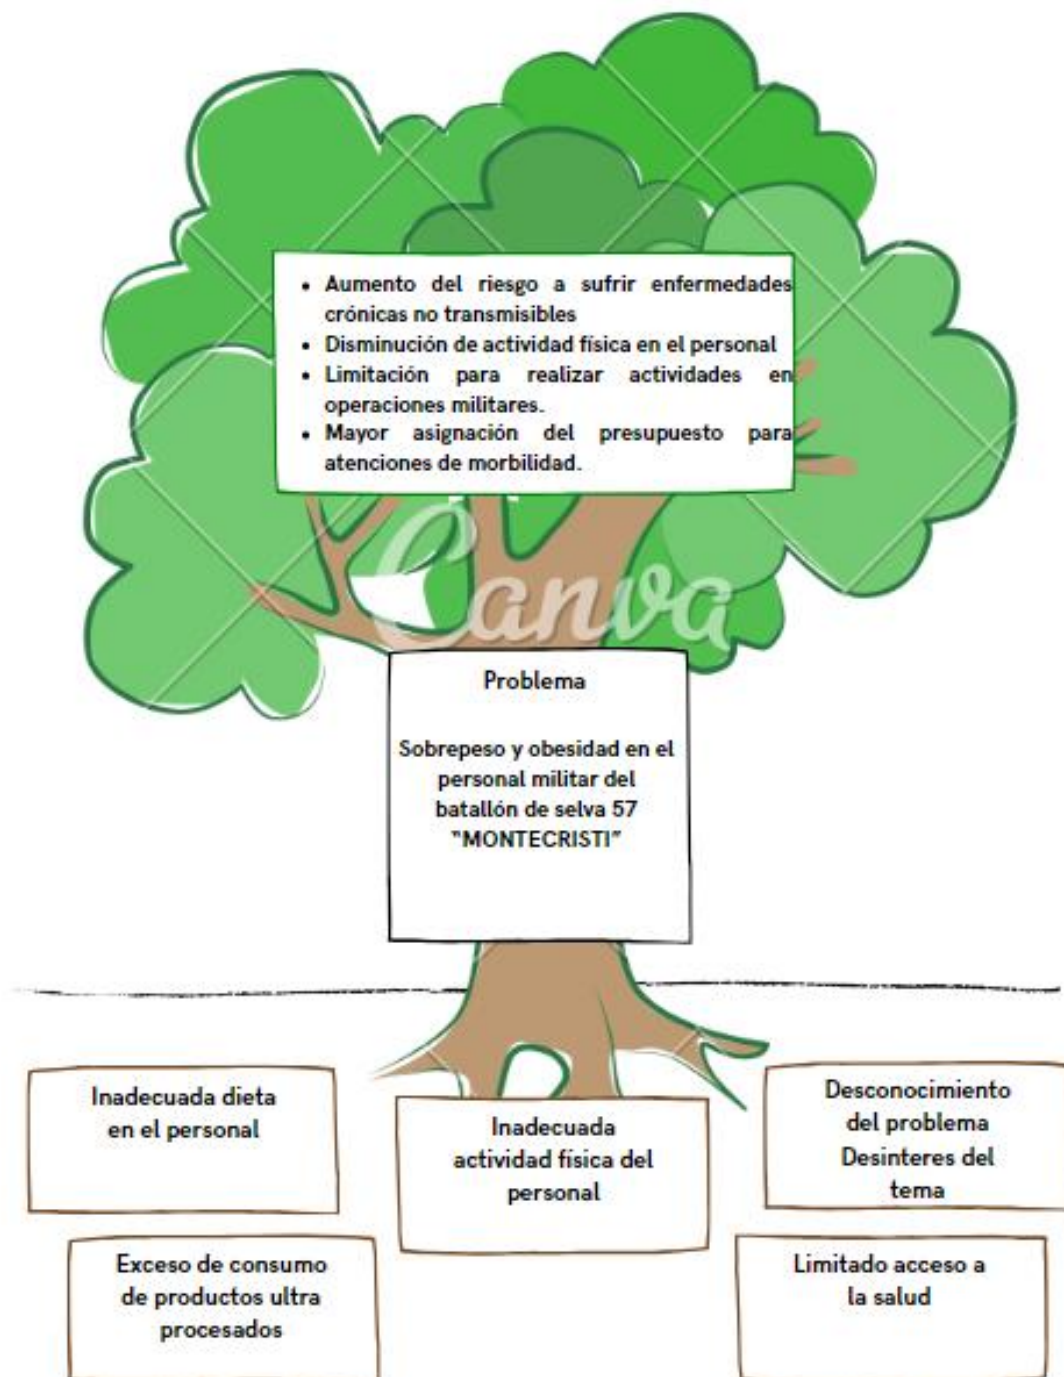 • Aumento del riesgo a sufrir enfermedades
crónicas no transmisibles
• Disminución de actividad física en el personal
• Limitación para realizar actividades en
operaciones militares.
• Mayor asignación del presupuesto para
atenciones de morbilidad.
Canva
Problema
Sobrepeso y obesidad en el
personal militar del
batallón de selva 57
“MONTECRISTI”
Inadecuada dieta
en el personal
Inadecuada
actividad física del
personal
Desconocimiento
del problema
Desinteres del
tema
Exceso de consumo
de productos ultra
procesados
Limitado acceso a
la salud